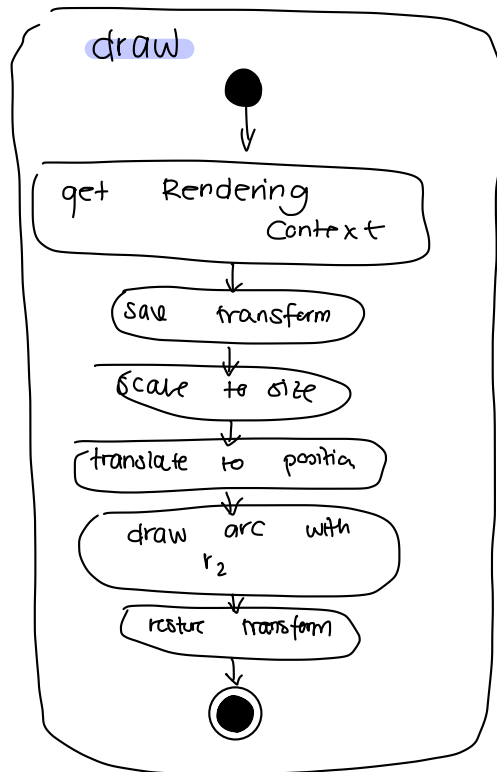 draw
get Rendering
Context
save transform
scale to size
translate to position
draw arc with
r₂
restore transform